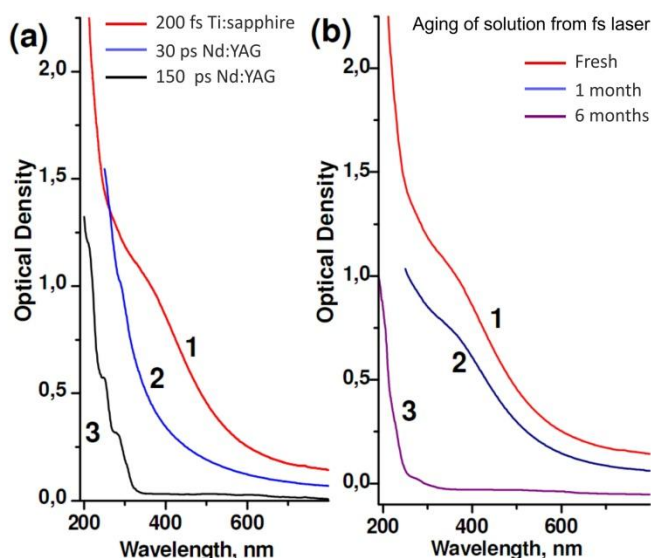 (a)
200 fs Ti:sapphire
30 ps Nd:YAG
150 ps Nd:YAG
2,0
1,5
1,0
0,5
0,0
Optical Density
1
2
3
200
400
600
Wavelength, nm
(b)
Aging of solution from fs laser
Fresh
1 month
6 months
2,0
1,5
1,0
0,5
0,0
Optical Density
1
2
3
200
400
600
Wavelength, nm